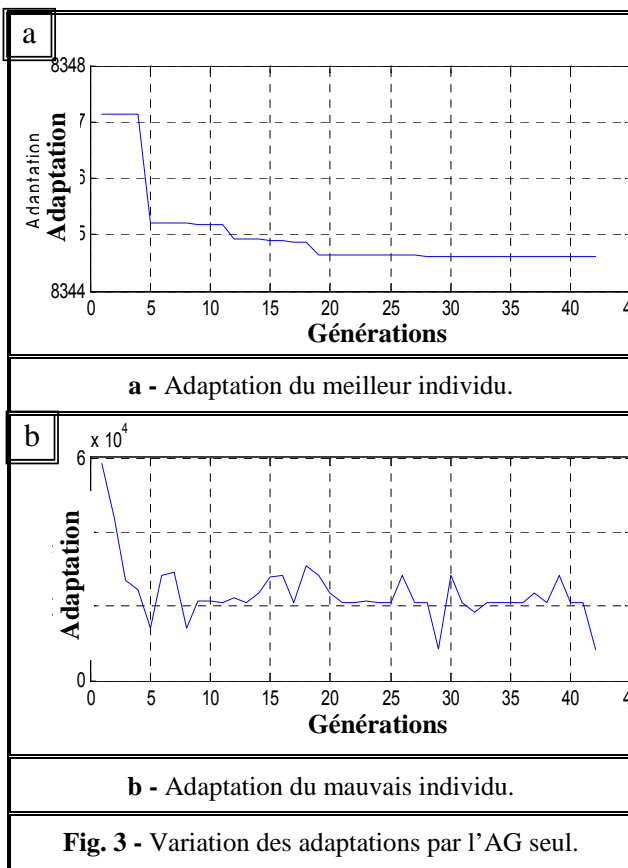 a
8348
7
6
5
8344
Adaptation
Adaptation
0 5 10 15 20 25 30 35 40 4
Générations
a - Adaptation du meilleur individu.
b
x 10^4
6
0
Adaptation
0 5 10 15 20 25 30 35 40 4
Générations
b - Adaptation du mauvais individu.
Fig. 3 - Variation des adaptations par l’AG seul.